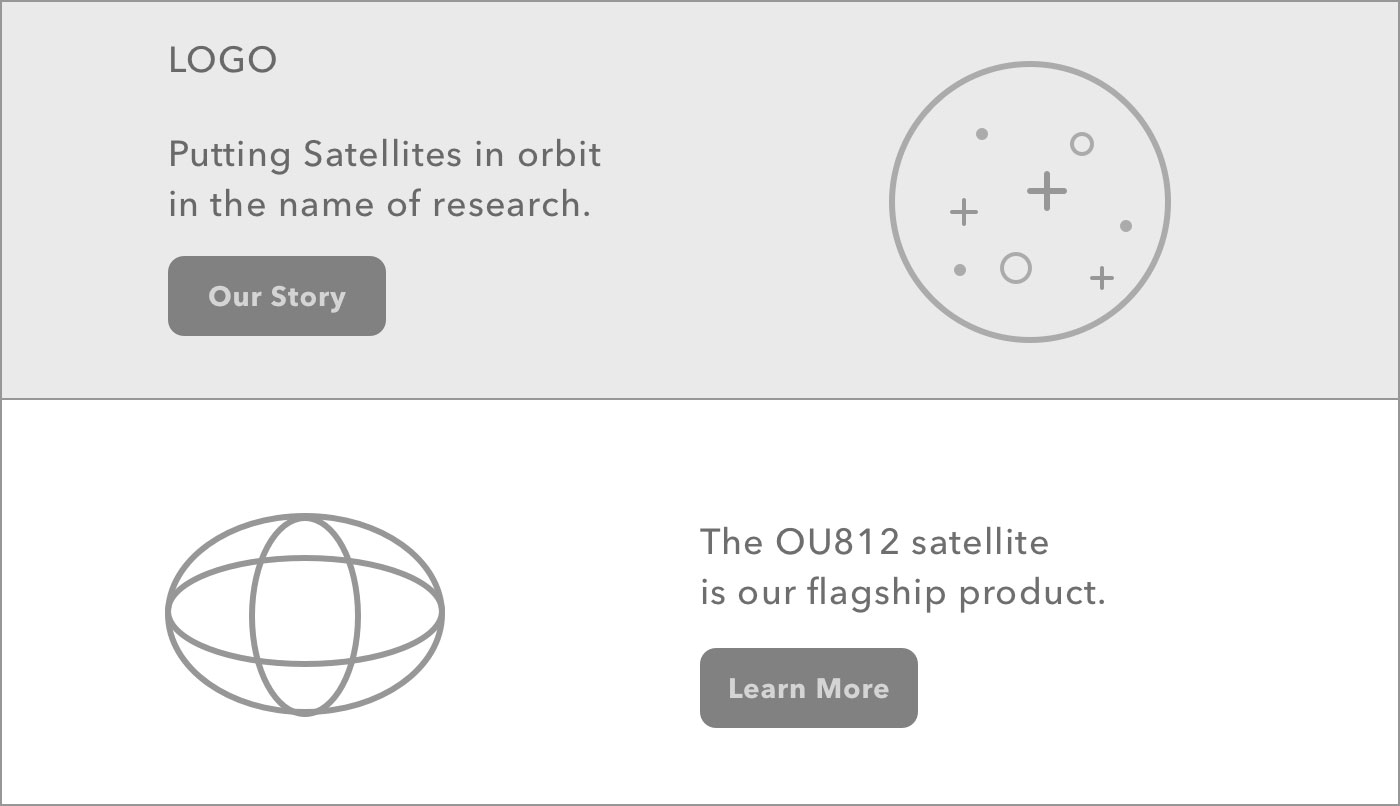 LOGO
Putting Satellites in orbit
in the name of research.
Our Story
The OU812 satellite
is our flagship product.
Learn More